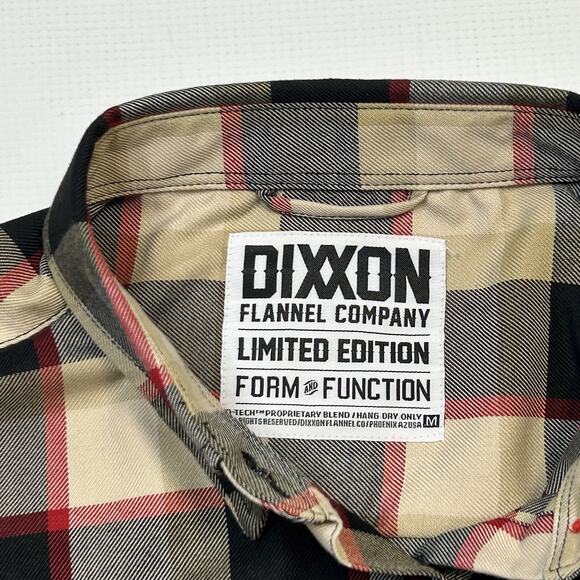 DIXXON
FLANNEL COMPANY
LIMITED EDITION
FORM AND FUNCTION
-TECH™ PROPRIETARY BLEND / HANG-DRY ONLY M
RIGHTS RESERVED/DIXXONFLANNEL.CO/PHOENIX AZ USA